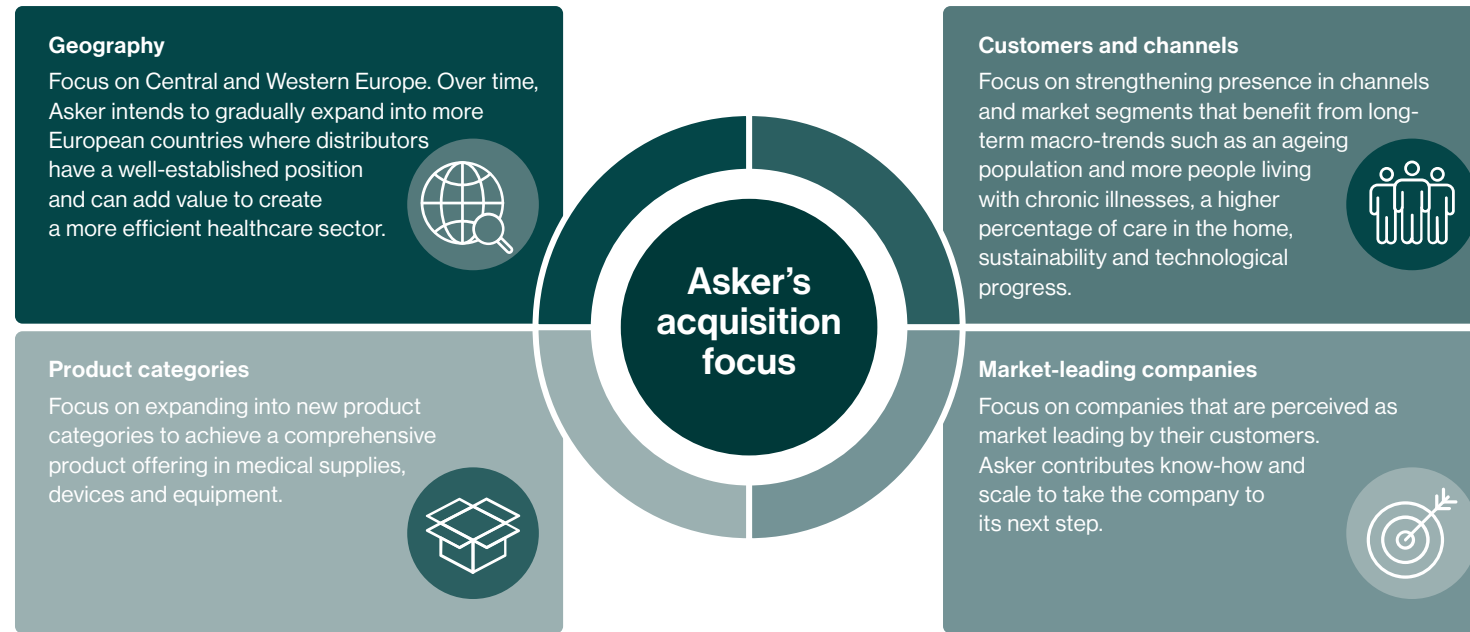 Geography
Focus on Central and Western Europe. Over time,
Asker intends to gradually expand into more
European countries where distributors
have a well-established position
and can add value to create
a more efficient healthcare sector.
Customers and channels
Focus on strengthening presence in channels
and market segments that benefit from long-
term macro-trends such as an ageing
population and more people living
with chronic illnesses, a higher
percentage of care in the home,
sustainability and technological
progress.
Asker’s
acquisition
focus
Product categories
Focus on expanding into new product
categories to achieve a comprehensive
product offering in medical supplies,
devices and equipment.
Market-leading companies
Focus on companies that are perceived as
market leading by their customers.
Asker contributes know-how and
scale to take the company to
its next step.